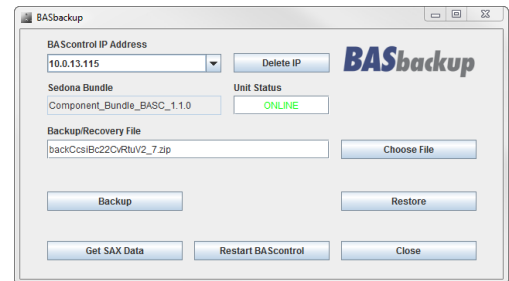 BASbackup
BAScontrol IP Address
10.0.13.115
Delete IP
BASbackup
Sedona Bundle
Unit Status
Component_Bundle_BASC_1.1.0
ONLINE
Backup/Recovery File
backCcsiBc22CvRtuV2_7.zip
Choose File
Backup
Restore
Get SAX Data
Restart BAScontrol
Close